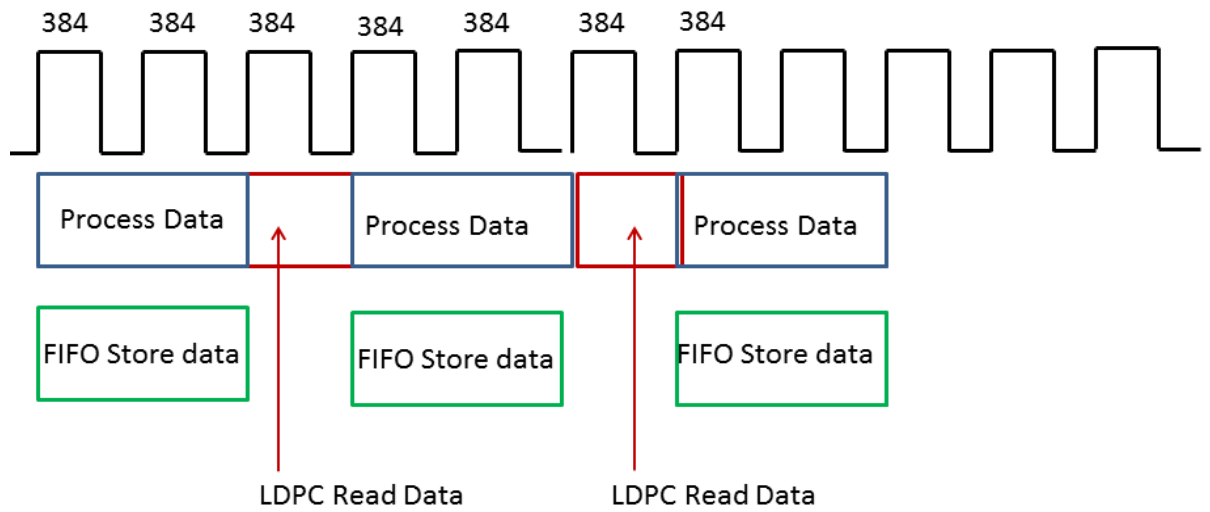 384 384 384 384 384 384 384
Process Data Process Data Process Data
FIFO Store data FIFO Store data FIFO Store data
LDPC Read Data LDPC Read Data